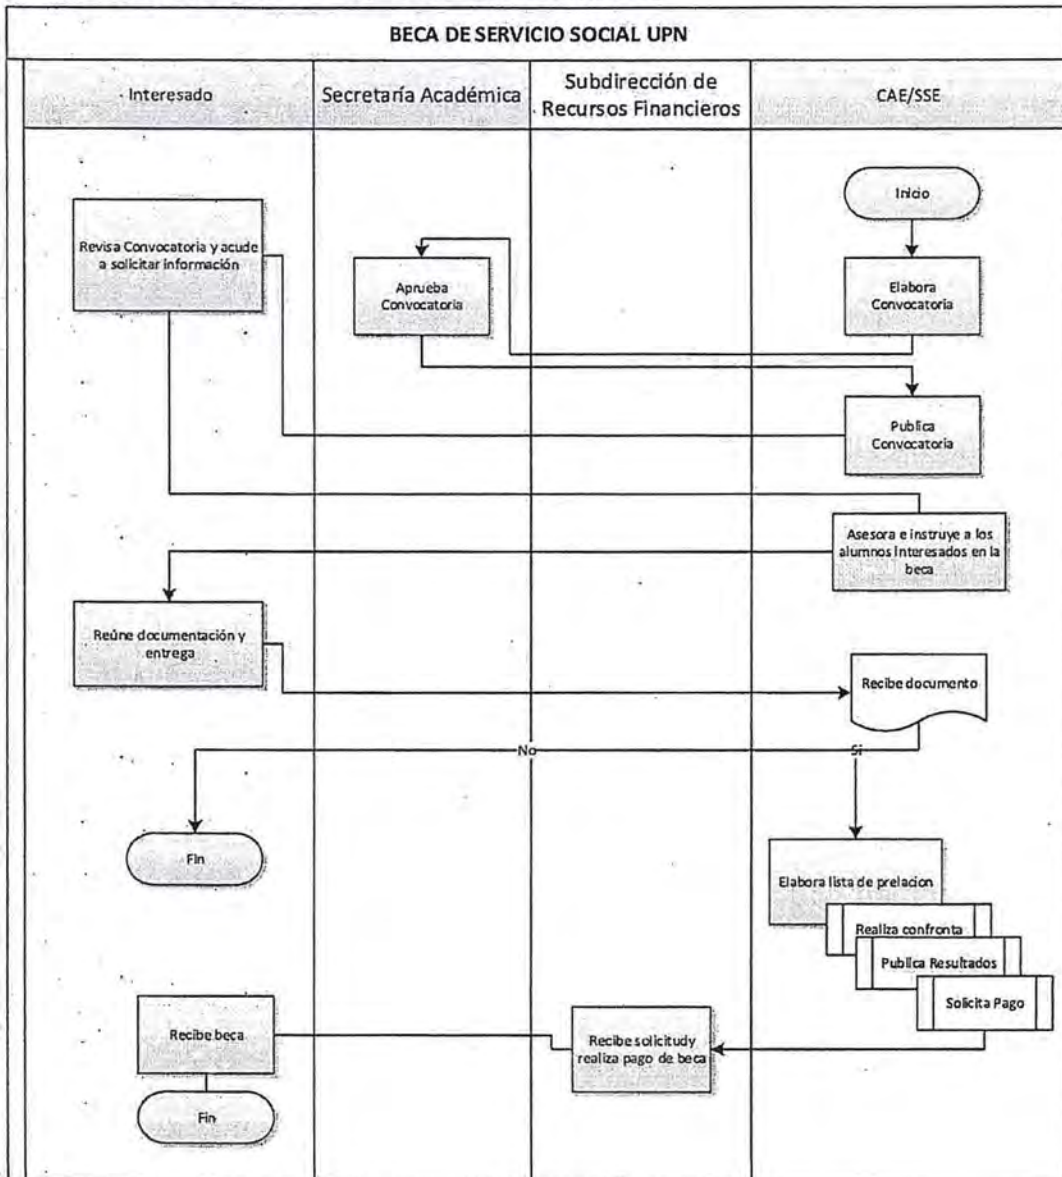 BECA DE SERVICIO SOCIAL UPN
Interesado
Secretaría Académica
Subdirección de
Recursos Financieros
CAE/SSE
Inicio
Revisa Convocatoria y acude
a solicitar información
Aprueba
Convocatoria
Elabora
Convocatoria
Publica
Convocatoria
Asesora e instruye a los
alumnos Interesados en la
beca
Reúne documentación y
entrega
Recibe documento
No
Sí
Fin
Elabora lista de prelacion
Realiza confronta
Publica Resultados
Solicita Pago
Recibe beca
Recibe solicitudy
realiza pago de beca
Fin